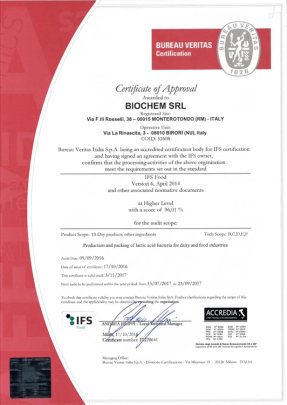 BUREAU VERITAS
Certification
BUREAU VERITAS
1828
Certificate of Approval
Awarded to
BIOCHEM SRL
Registered Site:
Via F.lli Rosselli, 38 – 00015 MONTEROTONDO (RM) - ITALY
Operative Unit:
Via La Rinascita, 3 - 08010 BIRORI (NU), Italy
COID: 52608
Bureau Veritas Italia S.p.A. being an accredited certification body for IFS certification
and having signed an agreement with the IFS owner,
confirms that the processing activities of the above organisation
meet the requirements set out in the standard
IFS Food
Version 6, April 2014
and other associated normative documents
at Higher Level
with a score of 96,01 %
for the audit scope:
Product Scope: 10-Dry products, other ingredients
Tech Scope: B,C,D,E,F
Production and packing of lactic acid bacteria for dairy and food industries
Audit Date: 09/09/2016
Date of issue of certificate: 17/10/2016
This certificate is valid until: 3/11/2017
Next audit to be performed within the time period from: 15/07/2017 to 23/09/2017
To check this certificate validity you may contact Bureau Veritas Italia SpA. Further clarifications regarding the scope of
this certificate and the applicability may be obtained by consulting the organisation.
IFS
Food
ANDREA FILIPPI – Local Technical Manager
Milan, 17/10/2016
Certificate number:
ACCREDIA
Managing Office:
Bureau Veritas Italia S.p.A. - Divisione Certificazione - Via Miramare 15 - 20126 Milano - ITALIA